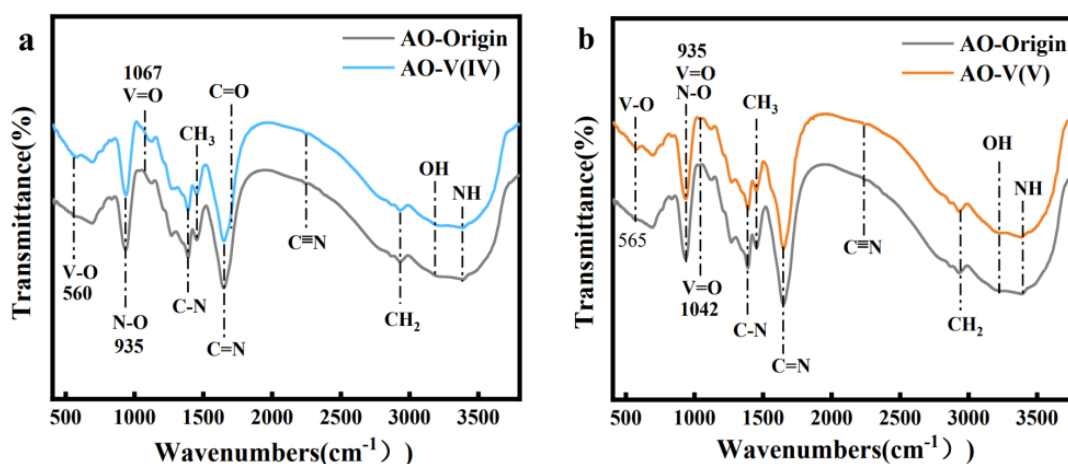 a
AO-Origin
AO-V(IV)
1067
V=O
C=O
CH₃
OH
NH
C≡N
V-O
560
N-O
935
C-N
C=N
CH₂
Transmittance(%)
500 1000 1500 2000 2500 3000 3500
Wavenumbers(cm⁻¹）
b
AO-Origin
AO-V(V)
935
V=O
N-O
V-O
CH₃
OH
NH
565
C≡N
V=O
1042
C-N
CH₂
C=N
Transmittance(%)
500 1000 1500 2000 2500 3000 3500
Wavenumbers(cm⁻¹）